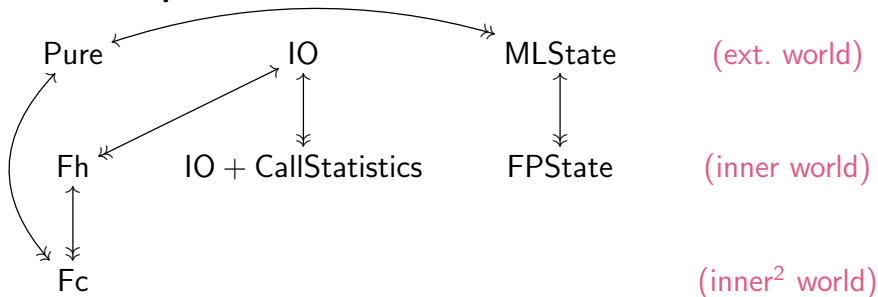 Pure IO MLState (ext. world)
Fh IO + CallStatistics FPState (inner world)
Fc (inner² world)